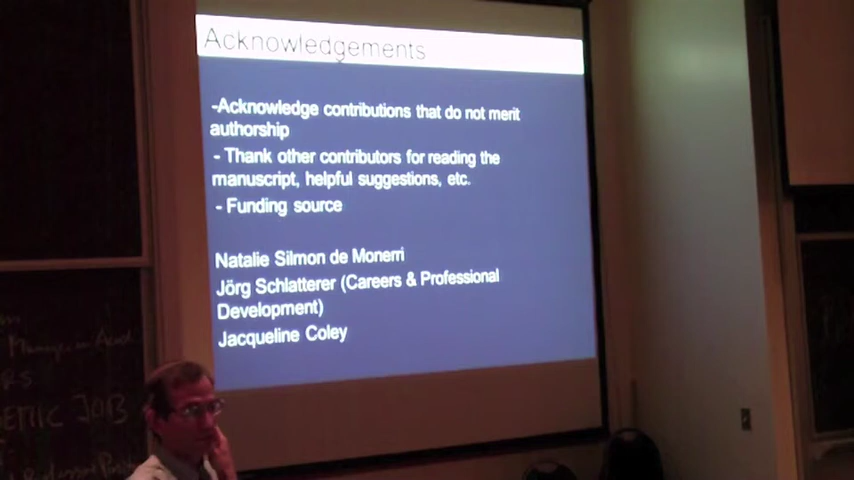 Acknowledgements
-Acknowledge contributions that do not merit
authorship
- Thank other contributors for reading the
manuscript, helpful suggestions, etc.
- Funding source
Natalie Silmon de Monerri
Jörg Schlatterer (Careers & Professional
Development)
Jacqueline Coley
JOB